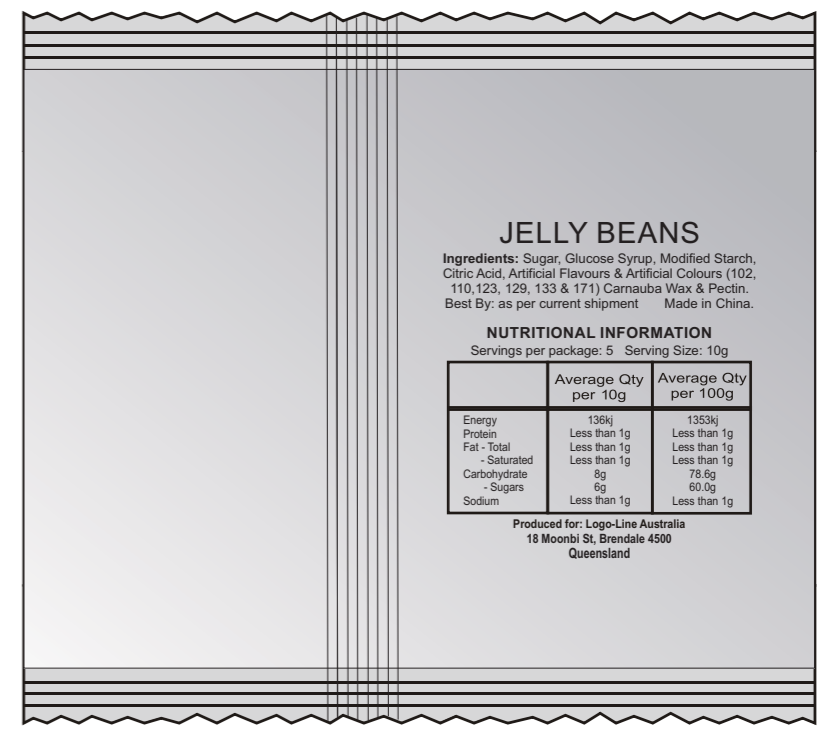 JELLY BEANS
Ingredients: Sugar, Glucose Syrup, Modified Starch,
Citric Acid, Artificial Flavours & Artificial Colours (102,
110,123, 129, 133 & 171) Carnauba Wax & Pectin.
Best By: as per current shipment Made in China.
NUTRITIONAL INFORMATION
Servings per package: 5 Serving Size: 10g
Average Qty per 10g Average Qty per 100g
Energy 136kj 1353kj
Protein Less than 1g Less than 1g
Fat - Total Less than 1g Less than 1g
- Saturated Less than 1g Less than 1g
Carbohydrate 8g 78.6g
- Sugars 6g 60.0g
Sodium Less than 1g Less than 1g
Produced for: Logo-Line Australia
18 Moonbi St, Brendale 4500
Queensland